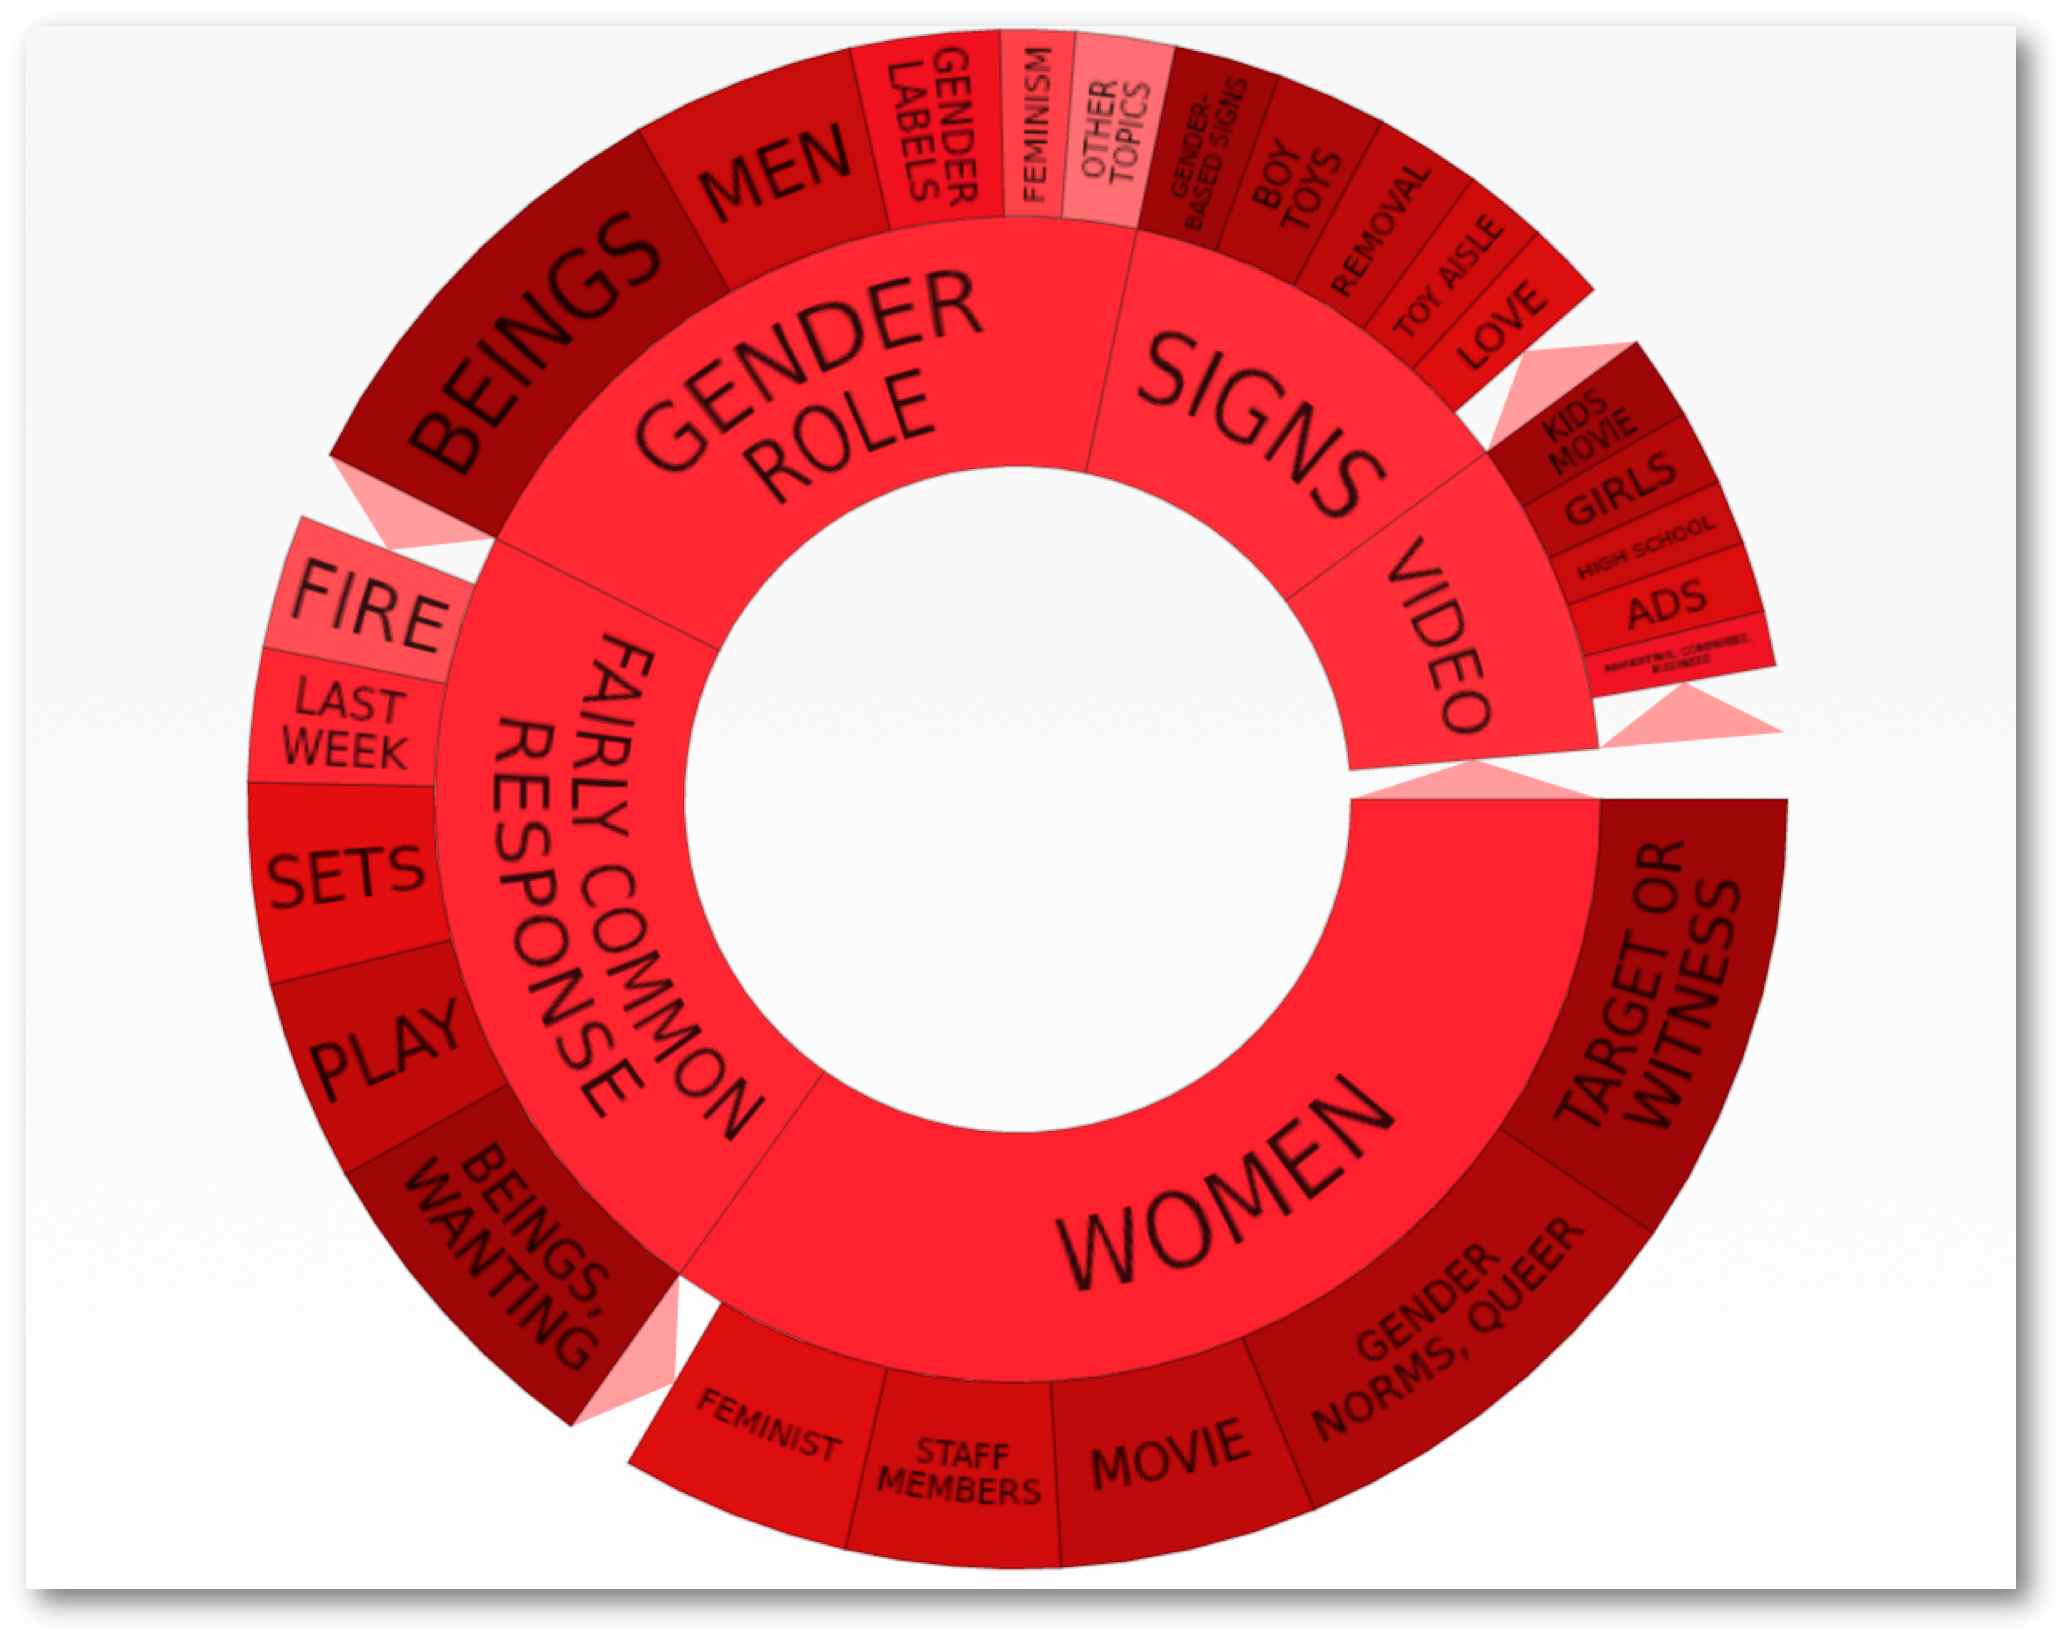 GENDER
ROLE
BEINGS
MEN
GENDER
LABELS
FEMINISM
OTHER
TOPICS
SIGNS
GENDER-
BASED SIGNS
BOY
TOYS
REMOVAL
TOY AISLE
LOVE
VIDEO
KIDS
MOVIE
GIRLS
HIGH SCHOOL
ADS
WOMEN
TARGET OR
WITNESS
GENDER
NORMS, QUEER
MOVIE
STAFF
MEMBERS
FEMINIST
FAIRLY COMMON
RESPONSE
BEINGS,
WANTING
PLAY
SETS
LAST
WEEK
FIRE